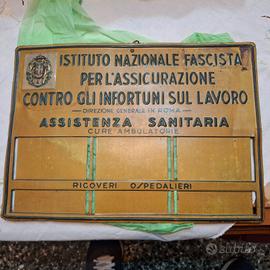 ISTITUTO NAZIONALE FASCISTA
PER L'ASSICURAZIONE
CONTRO GLI INFORTUNI SUL LAVORO
DIREZIONE GENERALE IN ROMA
ASSISTENZA SANITARIA
CURE AMBULATORIE
RICOVERI OSPEDALIERI
subito